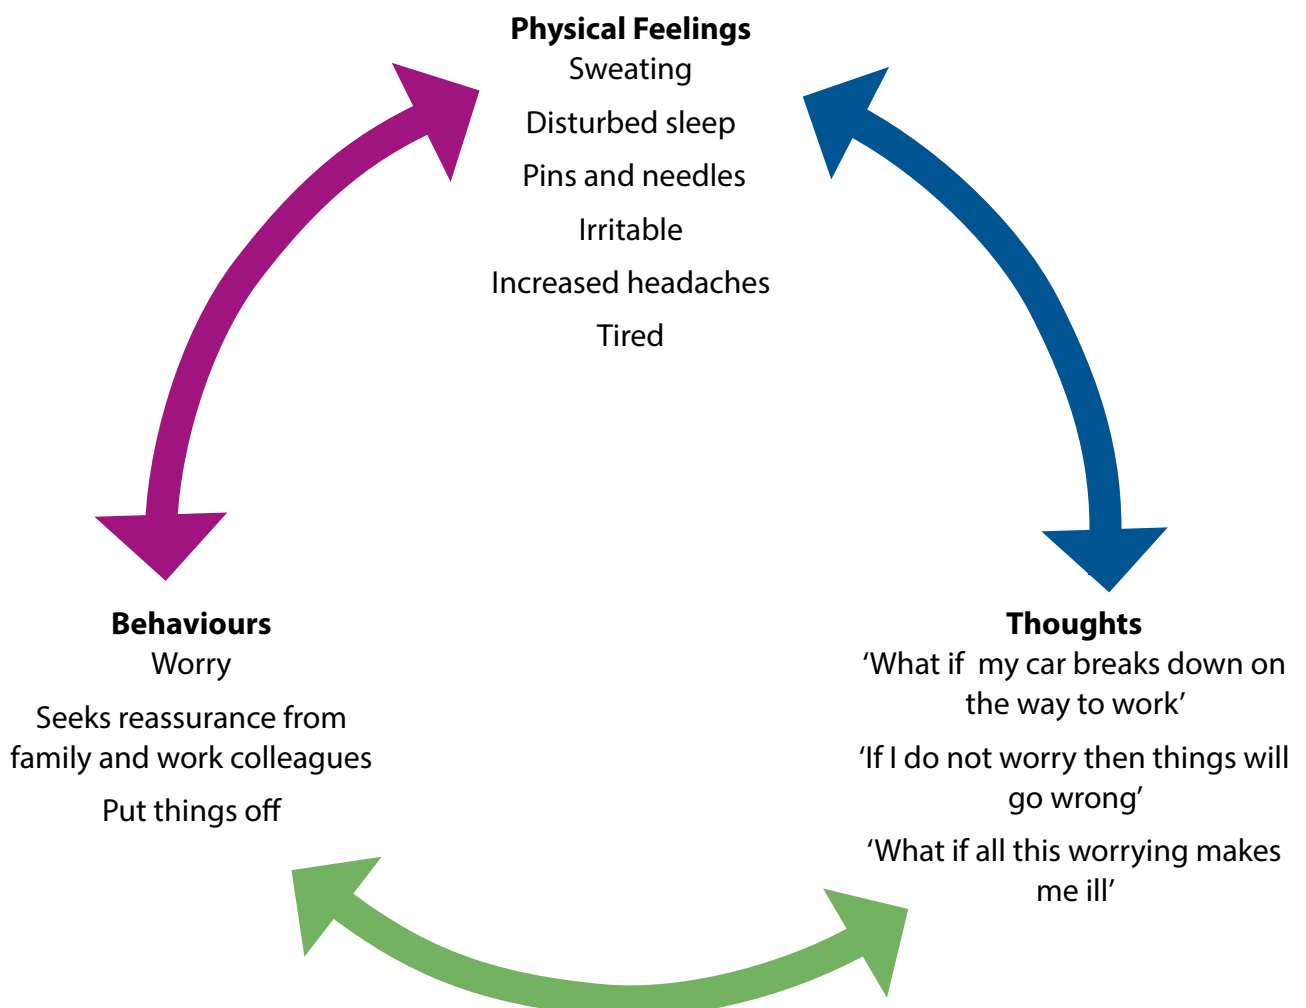 Physical Feelings
Sweating
Disturbed sleep
Pins and needles
Irritable
Increased headaches
Tired
Behaviours
Worry
Seeks reassurance from
family and work colleagues
Put things off
Thoughts
‘What if  my car breaks down on
the way to work’
‘If I do not worry then things will
go wrong’
‘What if all this worrying makes
me ill’